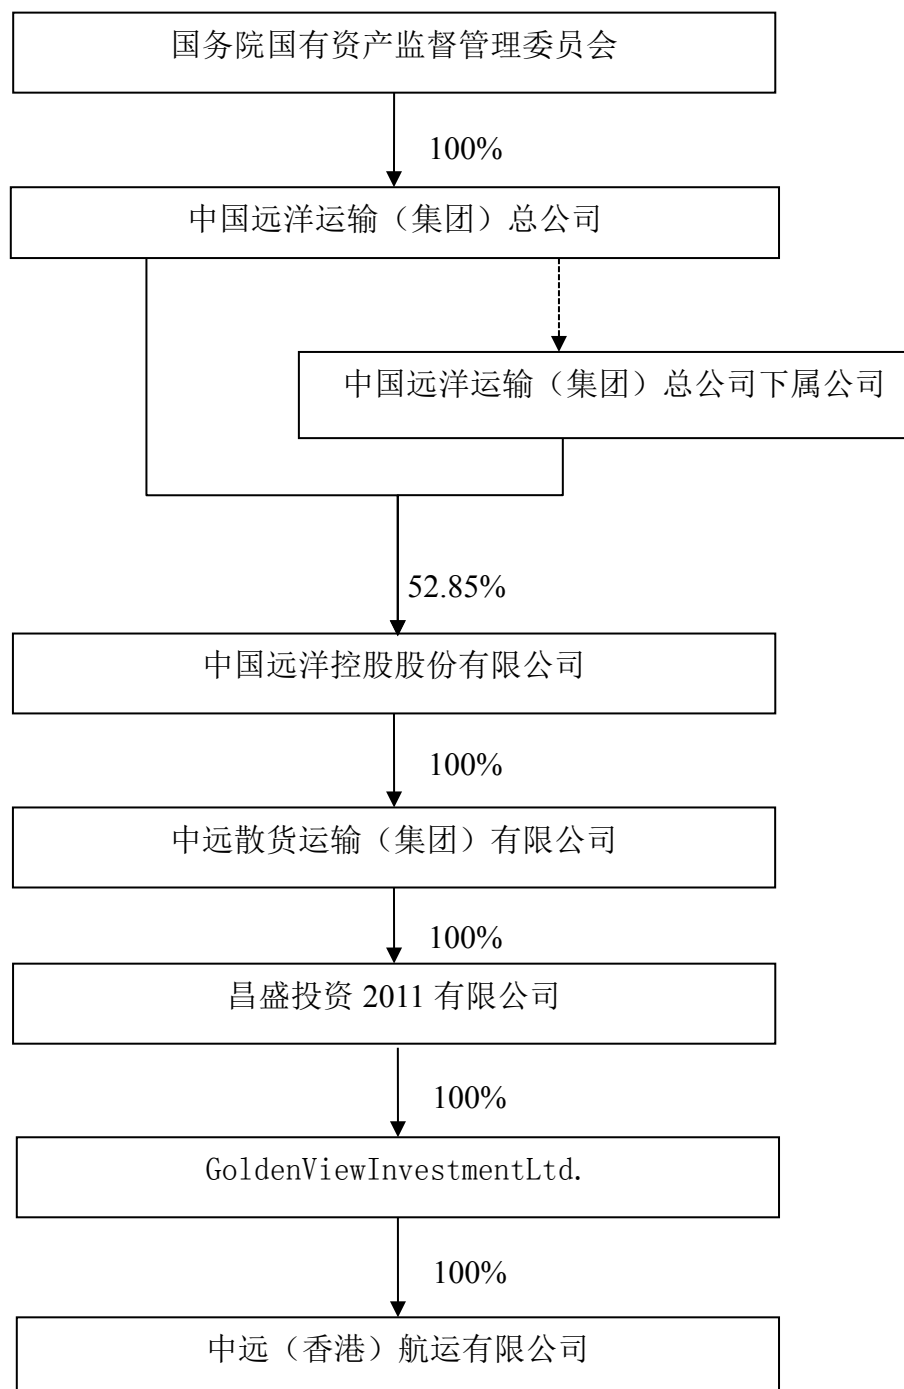 国务院国有资产监督管理委员会
100%
中国远洋运输（集团）总公司
中国远洋运输（集团）总公司下属公司
52.85%
中国远洋控股股份有限公司
100%
中远散货运输（集团）有限公司
100%
昌盛投资 2011 有限公司
100%
GoldenViewInvestmentLtd.
100%
中远（香港）航运有限公司